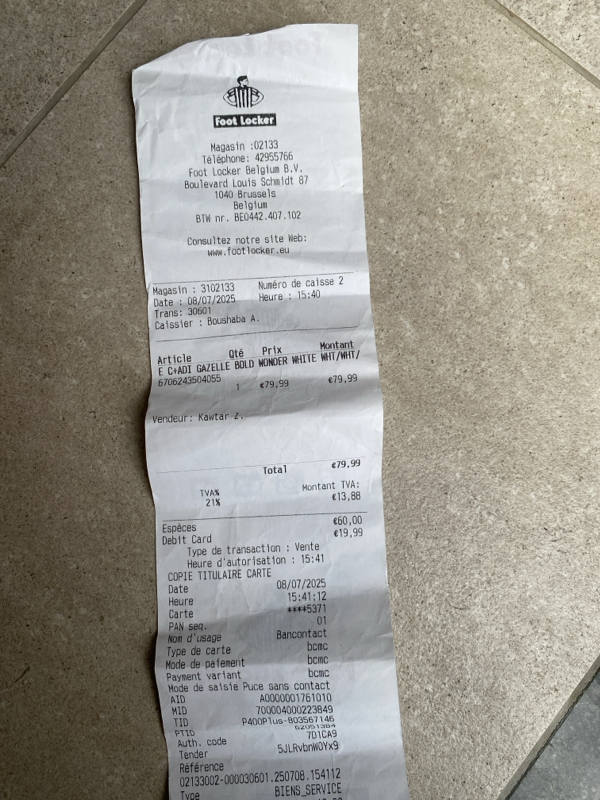 Foot Locker
Magasin :02133
Téléphone: 42955766
Foot Locker Belgium B.V.
Boulevard Louis Schmidt 87
1040 Brussels
Belgium
BTW nr. BE0442.407.102
Consultez notre site Web:
www.footlocker.eu
Magasin : 3102133 Numéro de caisse 2
Date : 08/07/2025 Heure : 15:40
Trans: 30601
Caissier : Boushaba A.
Article Qté Prix Montant
E C+ADI GAZELLE BOLD WONDER WHITE WHT/WHT/
6706243504055 1 €79,99 €79,99
Vendeur: Kawtar Z.
Total €79,99
TVA% Montant TVA:
21% €13,88
Espèces €60,00
Debit Card €19,99
Type de transaction : Vente
Heure d'autorisation : 15:41
COPIE TITULAIRE CARTE
Date 08/07/2025
Heure 15:41:12
Carte ****5371
PAN seq. 01
Nom d'usage Bancontact
Type de carte bcmc
Mode de paiement bcmc
Payment variant bcmc
Mode de saisie Puce sans contact
AID A0000001761010
MID 700004000223849
TID P400Plus-803567146
PTID 62051384
Auth. code 7D1CA9
Tender 5JLRvbnWOYx9
Référence
02133002-000030601.250708.154112
Type BIENS_SERVICE